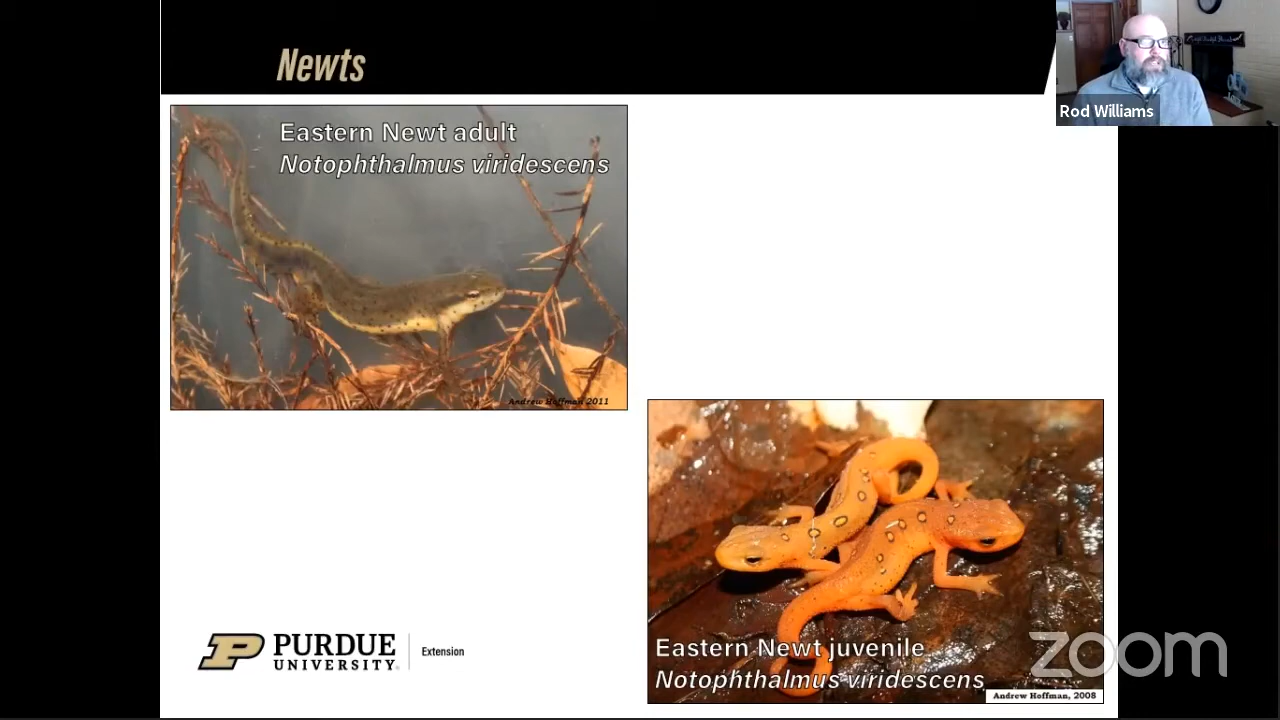 Newts
Rod Williams
Eastern Newt adult
Notophthalmus viridescens
Andrew Hoffman 2011
Eastern Newt juvenile
Notophthalmus viridescens
Andrew Hoffman, 2008
PURDUE
UNIVERSITY
Extension
zoom